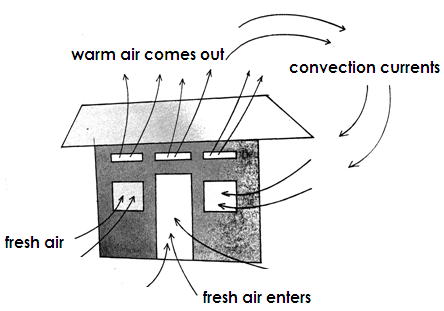 warm air comes out
convection currents
fresh air
fresh air enters